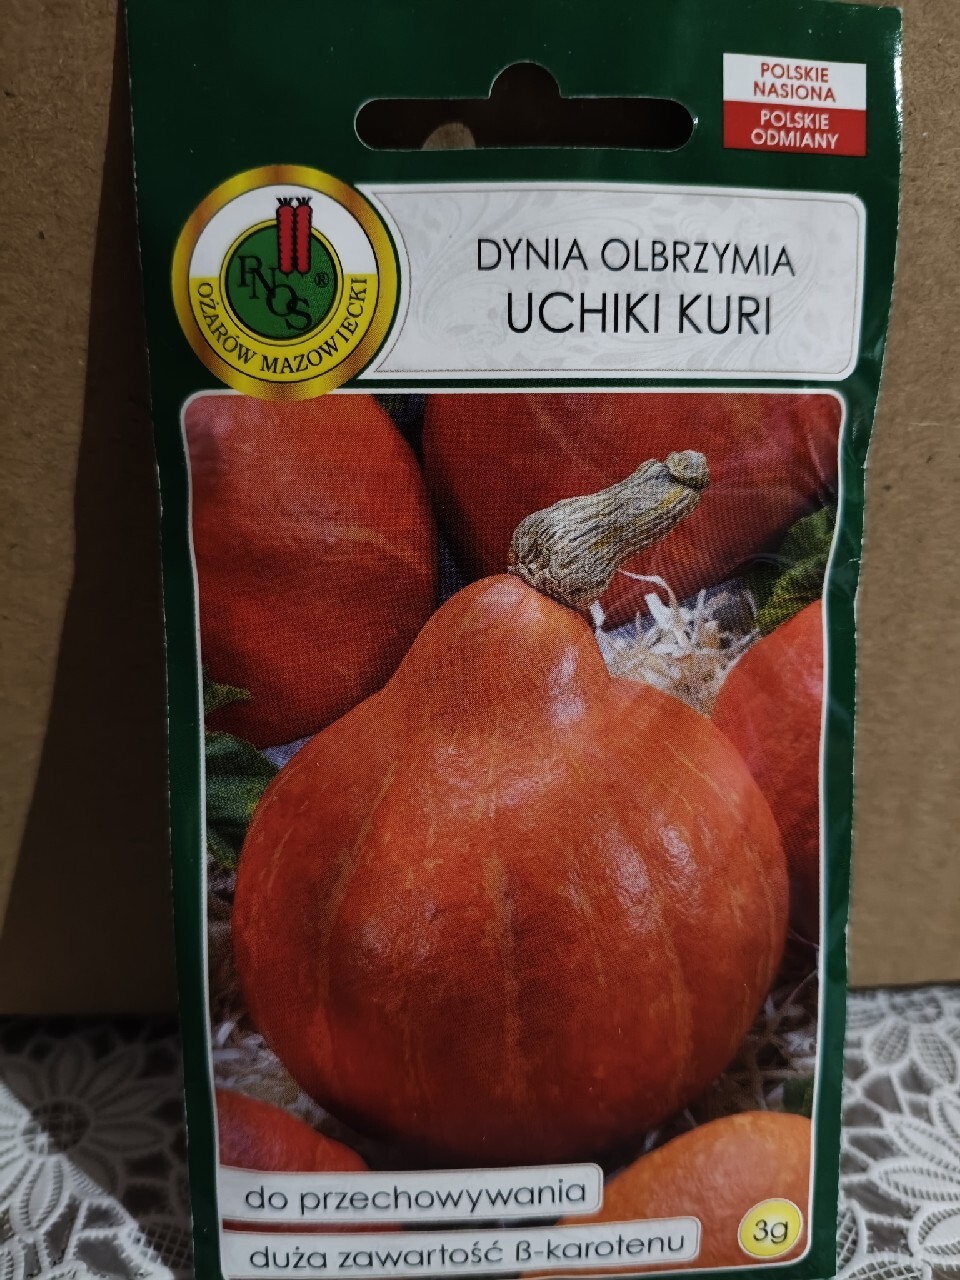 POLSKIE
NASIONA
POLSKIE
ODMIANY
PNOS®
OŻARÓW MAZOWIECKI
DYNIA OLBRZYMIA
UCHIKI KURI
do przechowywania
duża zawartość ß-karotenu
3g